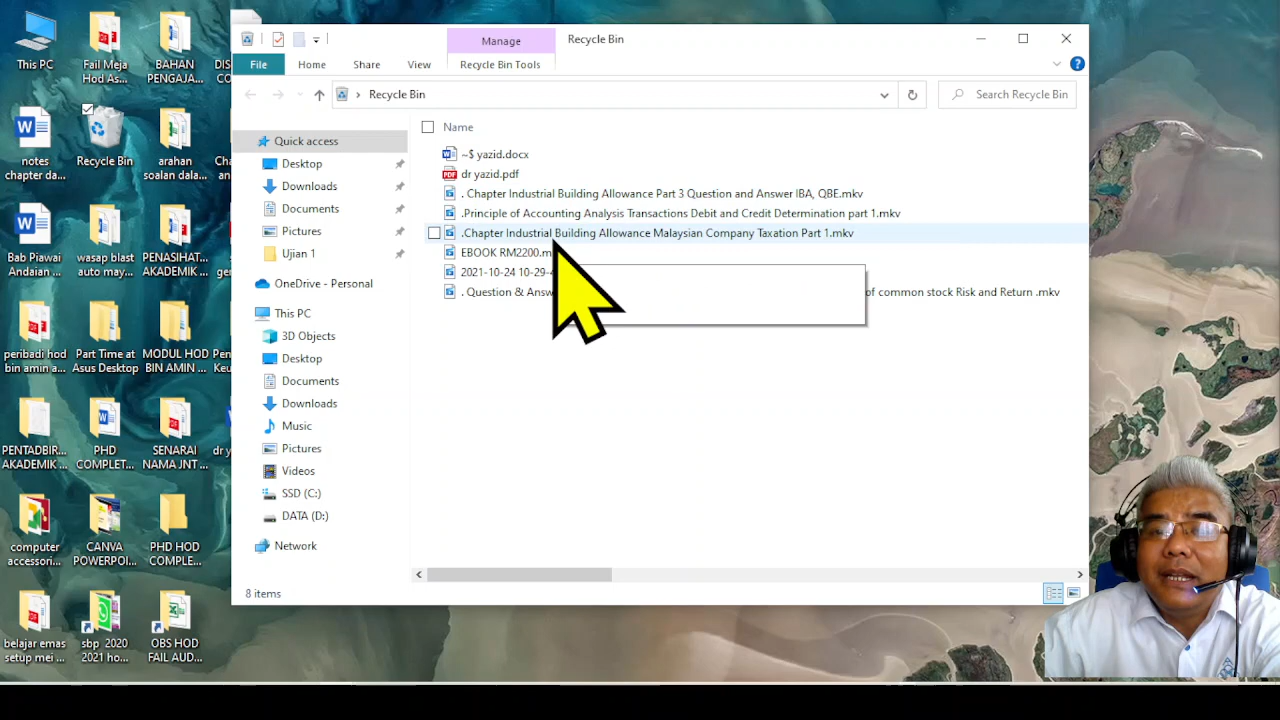 This PC
Fail Meja
Hod As...
BAHAN
PENGAJA...
notes
chapter da...
Recycle Bin
arahan
soalan dala...
Bab Piawai
Andaian ...
wasap blast
auto may...
PENASIHAT...
AKADEMIK ...
peribadi hod
bin amin a...
Part Time at
Asus Desktop
MODUL HOD
BIN AMIN ...
PENTADBIR...
AKADEMIK ...
PHD
COMPLET...
SENARAI
NAMA JNT ...
computer
accessori...
CANVA
POWERPOI...
PHD HOD
COMPLE...
belajar emas
setup mei ...
sbp 2020
2021 ho...
OBS HOD
FAIL AUD...
Manage
Recycle Bin
File
Home
Share
View
Recycle Bin Tools
Recycle Bin
Search Recycle Bin
Quick access
Desktop
Downloads
Documents
Pictures
Ujian 1
OneDrive - Personal
This PC
3D Objects
Desktop
Documents
Downloads
Music
Pictures
Videos
SSD (C:)
DATA (D:)
Network
Name
~$ yazid.docx
dr yazid.pdf
. Chapter Industrial Building Allowance Part 3 Question and Answer IBA, QBE.mkv
.Principle of Accounting Analysis Transactions Debit and Credit Determination part 1.mkv
.Chapter Industrial Building Allowance Malaysian Company Taxation Part 1.mkv
EBOOK RM2200.m
2021-10-24 10-29-4
. Question & Answ of common stock Risk and Return .mkv
8 items